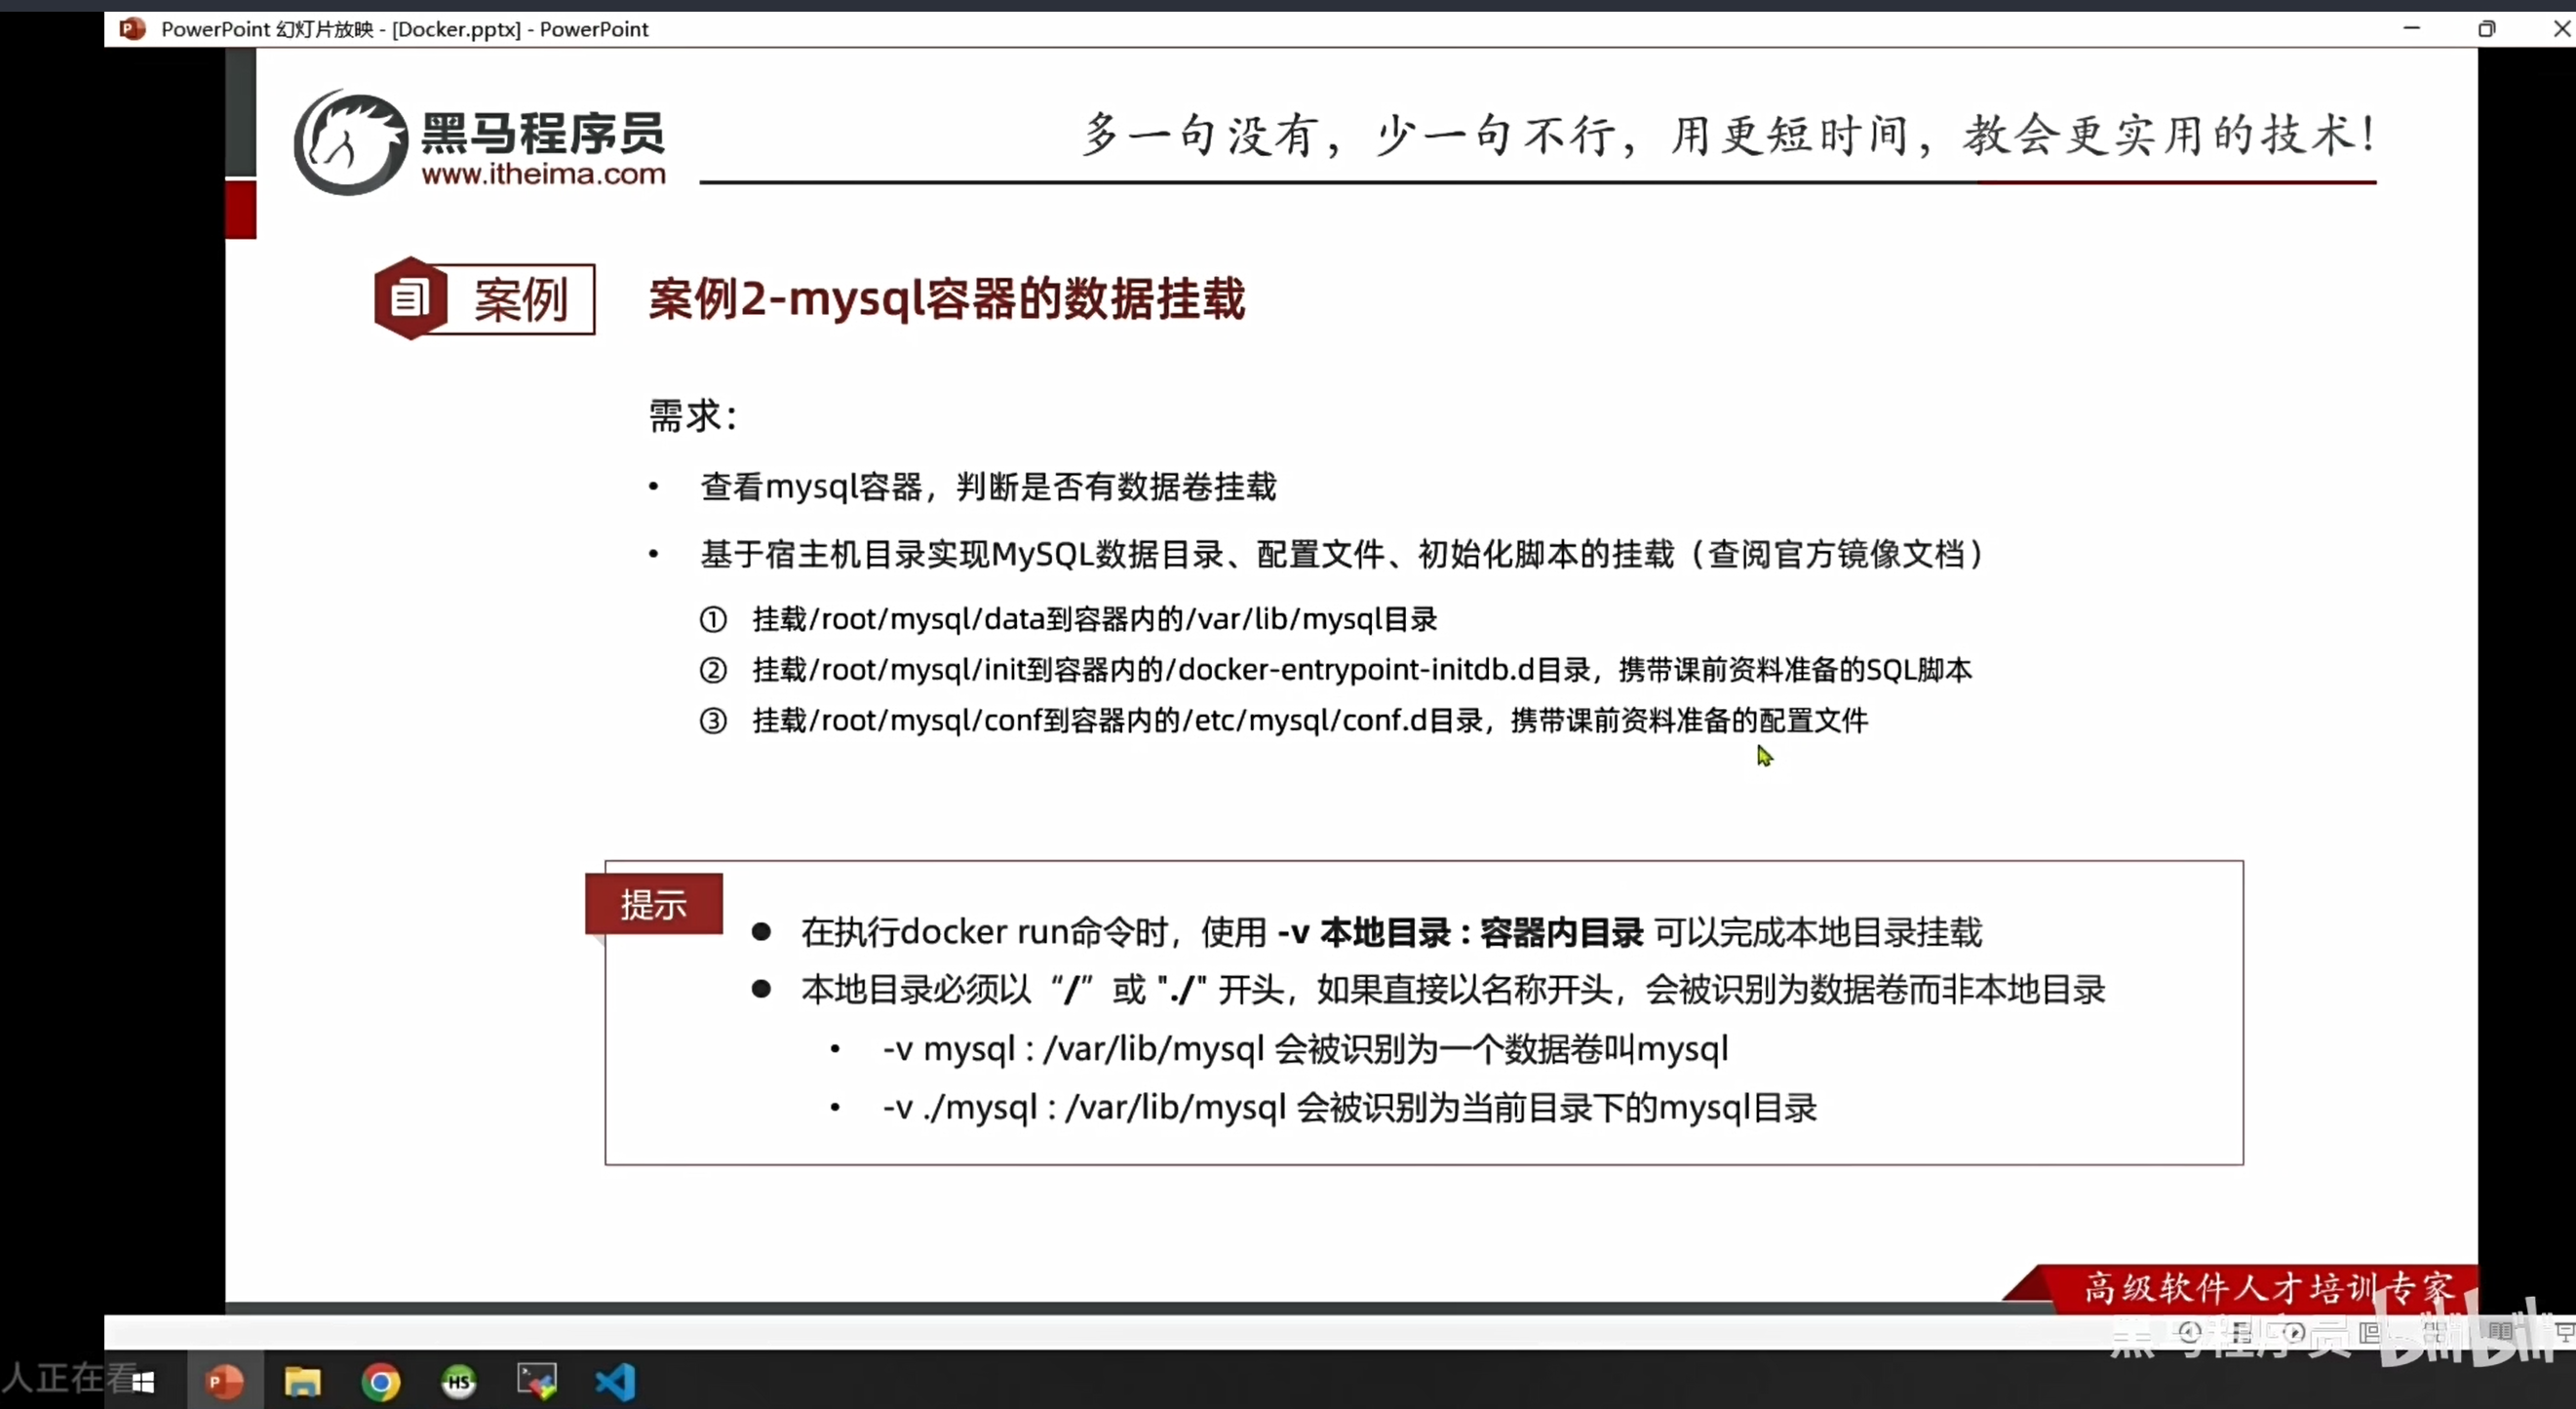 PowerPoint 幻灯片放映 - [Docker.pptx] - PowerPoint
黑马程序员
www.itheima.com
多一句没有，少一句不行，用更短时间，教会更实用的技术！
案例
案例2-mysql容器的数据挂载
需求：
• 查看mysql容器，判断是否有数据卷挂载
• 基于宿主机目录实现MySQL数据目录、配置文件、初始化脚本的挂载（查阅官方镜像文档）
① 挂载/root/mysql/data到容器内的/var/lib/mysql目录
② 挂载/root/mysql/init到容器内的/docker-entrypoint-initdb.d目录，携带课前资料准备的SQL脚本
③ 挂载/root/mysql/conf到容器内的/etc/mysql/conf.d目录，携带课前资料准备的配置文件
提示
● 在执行docker run命令时，使用 -v 本地目录 : 容器内目录 可以完成本地目录挂载
● 本地目录必须以“/”或 "./" 开头，如果直接以名称开头，会被识别为数据卷而非本地目录
• -v mysql : /var/lib/mysql 会被识别为一个数据卷叫mysql
• -v ./mysql : /var/lib/mysql 会被识别为当前目录下的mysql目录
高级软件人才培训专家
黑马程序员 bilibili
人正在看
HS